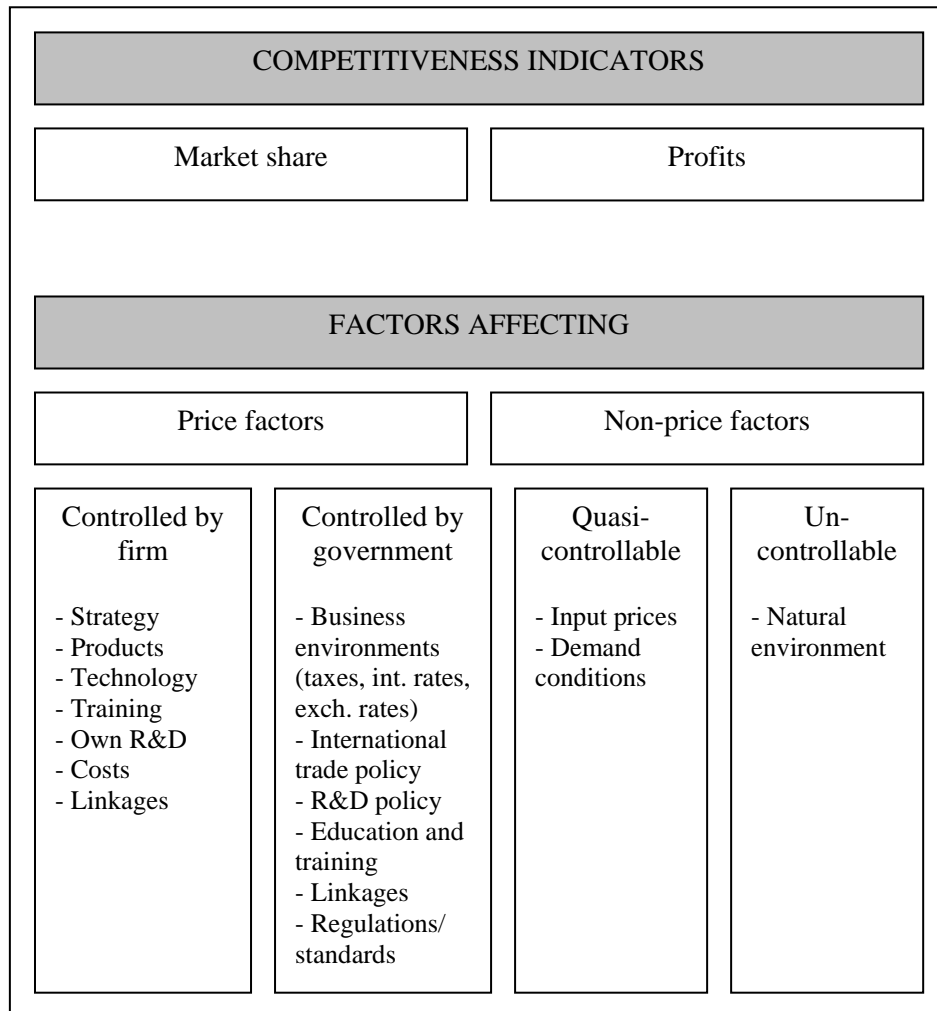 COMPETITIVENESS INDICATORS
Market share
Profits
FACTORS AFFECTING
Price factors
Non-price factors
Controlled by
firm
- Strategy
- Products
- Technology
- Training
- Own R&D
- Costs
- Linkages
Controlled by
government
- Business
environments
(taxes, int. rates,
exch. rates)
- International
trade policy
- R&D policy
- Education and
training
- Linkages
- Regulations/
standards
Quasi-
controllable
- Input prices
- Demand
conditions
Un-
controllable
- Natural
environment